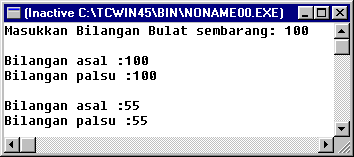 (Inactive C:\TCWIN45\BIN\NONAME00.EXE)
Masukkan Bilangan Bulat sembarang: 100
Bilangan asal :100
Bilangan palsu :100
Bilangan asal :55
Bilangan palsu :55